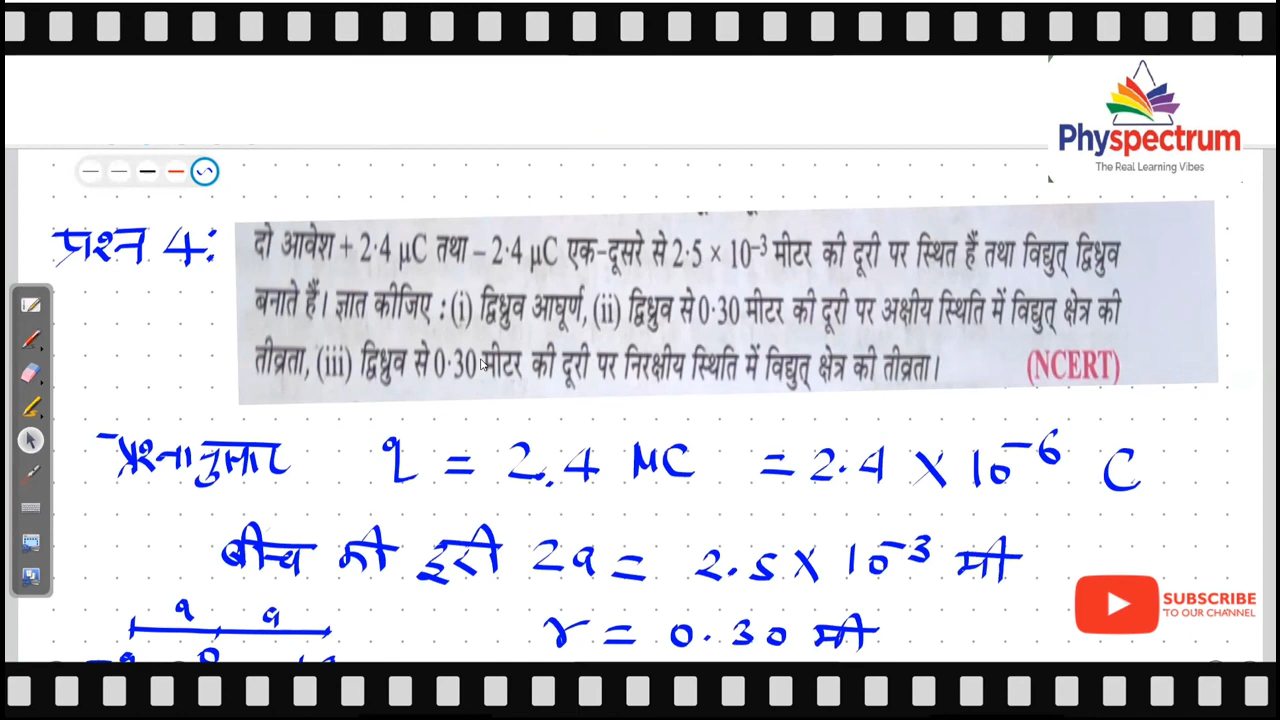 Physpectrum
The Real Learning Vibes
प्रश्न 4:
दो आवेश + 2·4 μC तथा – 2·4 μC एक-दूसरे से 2·5 × 10⁻³ मीटर की दूरी पर स्थित हैं तथा विद्युत् द्विध्रुव
बनाते हैं। ज्ञात कीजिए : (i) द्विध्रुव आघूर्ण, (ii) द्विध्रुव से 0·30 मीटर की दूरी पर अक्षीय स्थिति में विद्युत् क्षेत्र की
तीव्रता, (iii) द्विध्रुव से 0·30 मीटर की दूरी पर निरक्षीय स्थिति में विद्युत् क्षेत्र की तीव्रता। (NCERT)
प्रश्नानुसार q = 2.4 μC = 2.4 × 10⁻⁶ C
बीच की दूरी 2a = 2.5 × 10⁻³ मी
a a
r = 0.30 मी
SUBSCRIBE
TO OUR CHANNEL